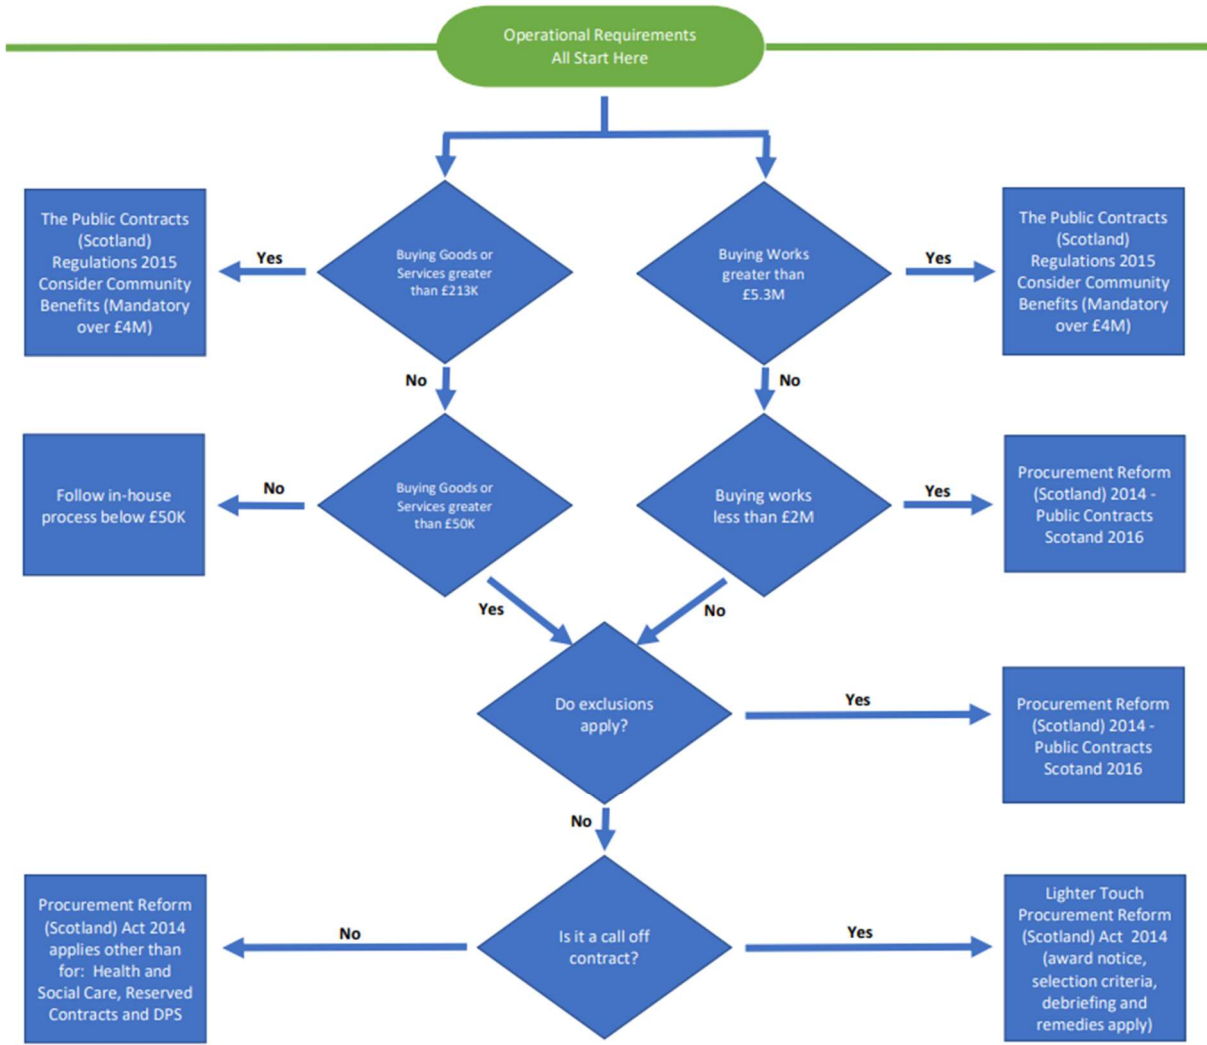 Operational Requirements
All Start Here
The Public Contracts
(Scotland)
Regulations 2015
Consider Community
Benefits (Mandatory
over £4M)
Yes
Buying Goods or
Services greater
than £213K
Buying Works
greater than
£5.3M
Yes
The Public Contracts
(Scotland)
Regulations 2015
Consider Community
Benefits (Mandatory
over £4M)
No
No
Follow in-house
process below £50K
No
Buying Goods or
Services greater
than £50K
Buying works
less than £2M
Yes
Procurement Reform
(Scotland) 2014 -
Public Contracts
Scotand 2016
Yes
No
Do exclusions
apply?
Yes
Procurement Reform
(Scotland) 2014 -
Public Contracts
Scotand 2016
No
Procurement Reform
(Scotland) Act 2014
applies other than
for: Health and
Social Care, Reserved
Contracts and DPS
No
Is it a call off
contract?
Yes
Lighter Touch
Procurement Reform
(Scotland) Act 2014
(award notice,
selection criteria,
debriefing and
remedies apply)